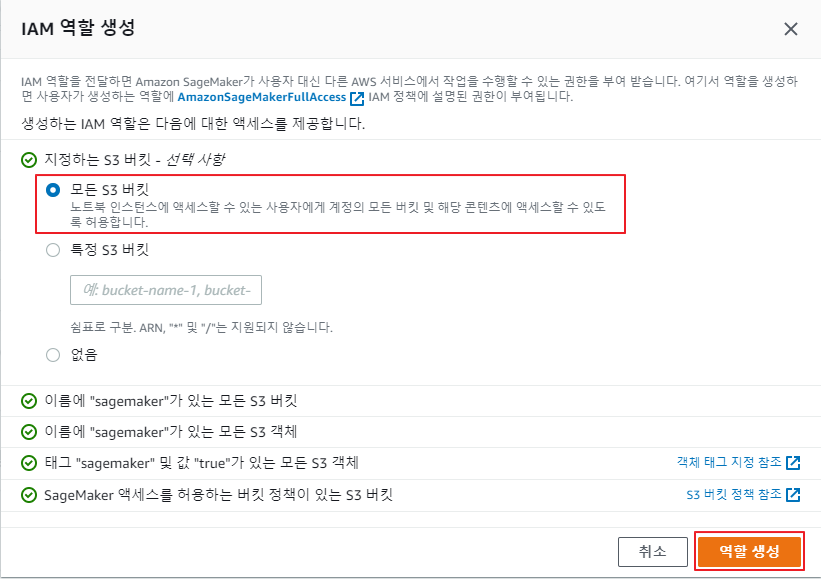 IAM 역할 생성
IAM 역할을 전달하면 Amazon SageMaker가 사용자 대신 다른 AWS 서비스에서 작업을 수행할 수 있는 권한을 부여 받습니다. 여기서 역할을 생성하
면 사용자가 생성하는 역할에 AmazonSageMakerFullAccess IAM 정책에 설명된 권한이 부여됩니다.
생성하는 IAM 역할은 다음에 대한 액세스를 제공합니다.
지정하는 S3 버킷 - 선택 사항
모든 S3 버킷
노트북 인스턴스에 액세스할 수 있는 사용자에게 계정의 모든 버킷 및 해당 콘텐츠에 액세스할 수 있도
록 허용합니다.
특정 S3 버킷
예: bucket-name-1, bucket-
쉼표로 구분. ARN, "*" 및 "/"는 지원되지 않습니다.
없음
이름에 "sagemaker"가 있는 모든 S3 버킷
이름에 "sagemaker"가 있는 모든 S3 객체
태그 "sagemaker" 및 값 "true"가 있는 모든 S3 객체 객체 태그 지정 참조
SageMaker 액세스를 허용하는 버킷 정책이 있는 S3 버킷 S3 버킷 정책 참조
취소 역할 생성